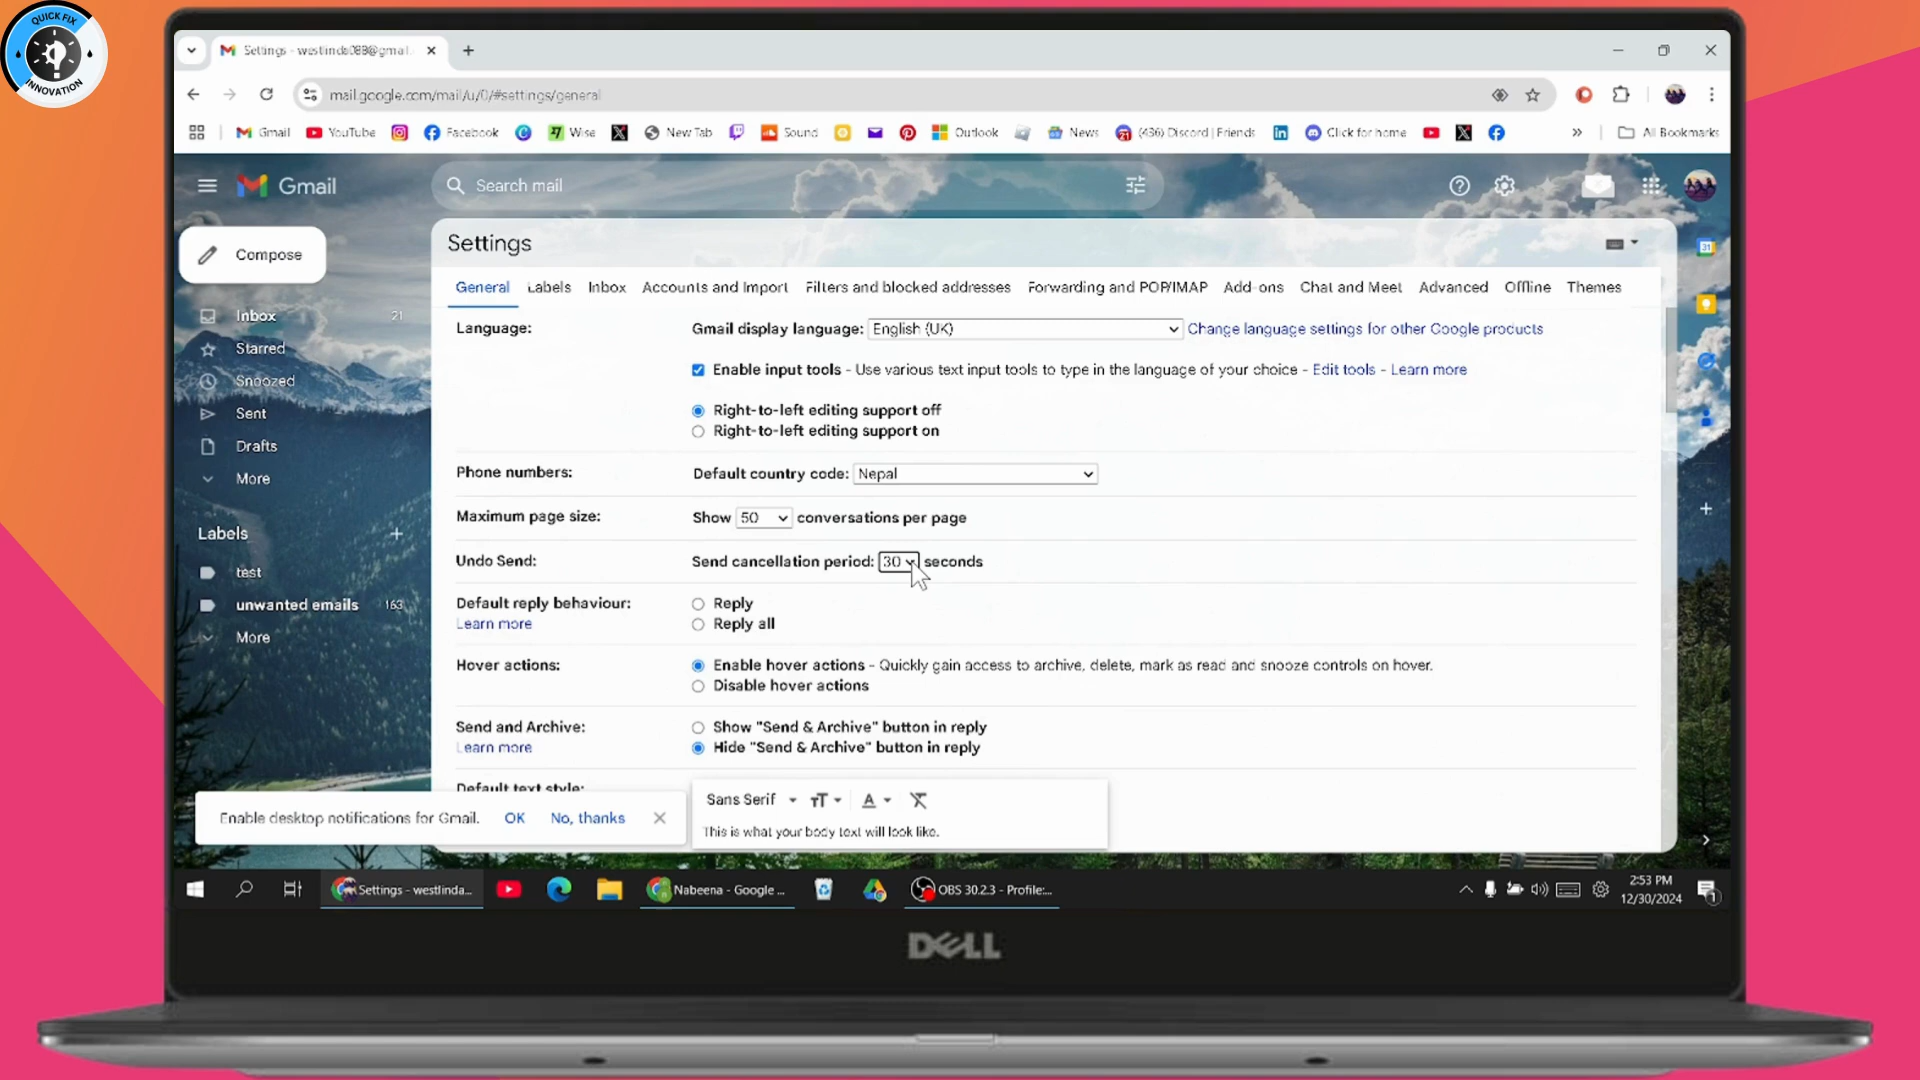 QUICK FIX
INNOVATION
Settings - westlinda088@gmail.
mail.google.com/mail/u/0/#settings/general
Gmail YouTube Facebook Wise New Tab Sound Outlook News (436) Discord | Friends Click for home All Bookmarks
Gmail
Search mail
Compose
Inbox 21
Starred
Snoozed
Sent
Drafts
More
Labels
test
unwanted emails 163
More
Settings
General Labels Inbox Accounts and Import Filters and blocked addresses Forwarding and POP/IMAP Add-ons Chat and Meet Advanced Offline Themes
Language: Gmail display language: English (UK) Change language settings for other Google products
Enable input tools - Use various text input tools to type in the language of your choice - Edit tools - Learn more
Right-to-left editing support off
Right-to-left editing support on
Phone numbers: Default country code: Nepal
Maximum page size: Show 50 conversations per page
Undo Send: Send cancellation period: 30 seconds
Default reply behaviour: Reply
Learn more Reply all
Hover actions: Enable hover actions - Quickly gain access to archive, delete, mark as read and snooze controls on hover.
Disable hover actions
Send and Archive: Show "Send & Archive" button in reply
Learn more Hide "Send & Archive" button in reply
Default text style:
Sans Serif
This is what your body text will look like.
Enable desktop notifications for Gmail. OK No, thanks
31
Settings - westlinda... Nabeena - Google ... OBS 30.2.3 - Profile:...
2:53 PM
12/30/2024
1
DELL